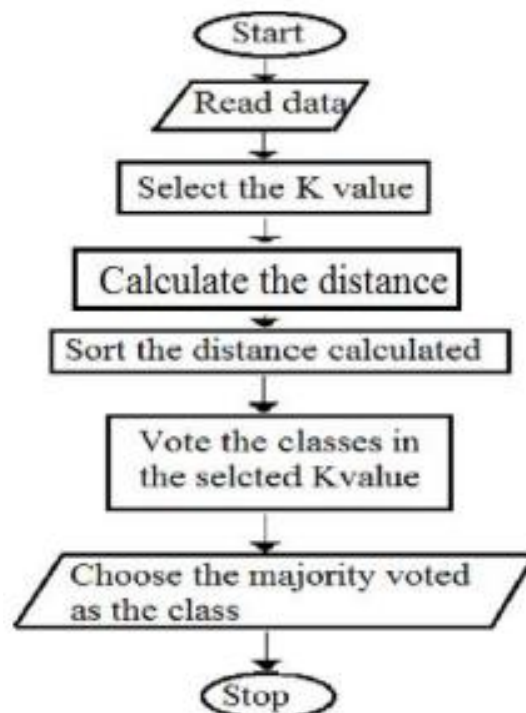 Start
Read data
Select the K value
Calculate the distance
Sort the distance calculated
Vote the classes in
the selcted Kvalue
Choose the majority voted
as the class
Stop